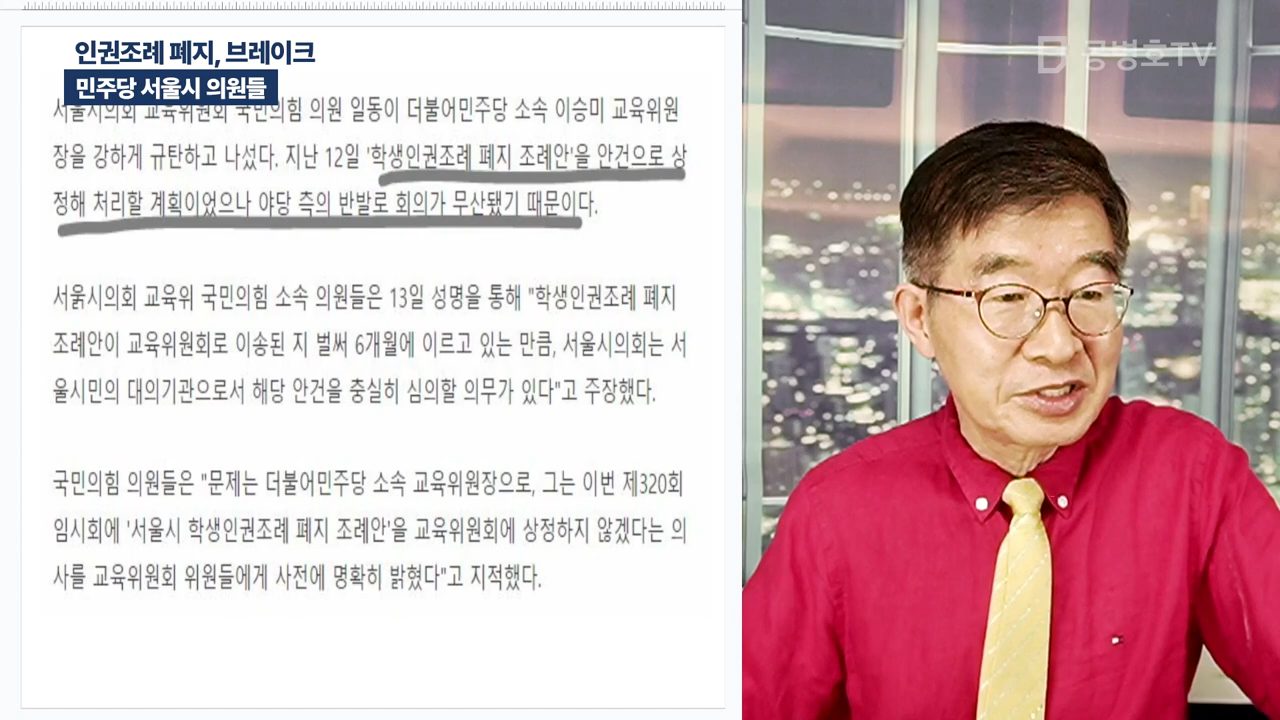 인권조례 폐지, 브레이크
민주당 서울시 의원들
서울시의회 교육위원회 국민의힘 의원 일동이 더불어민주당 소속 이승미 교육위원
장을 강하게 규탄하고 나섰다. 지난 12일 '학생인권조례 폐지 조례안'을 안건으로 상
정해 처리할 계획이었으나 야당 측의 반발로 회의가 무산됐기 때문이다.
서욹시의회 교육위 국민의힘 소속 의원들은 13일 성명을 통해 "학생인권조례 폐지
조례안이 교육위원회로 이송된 지 벌써 6개월에 이르고 있는 만큼, 서울시의회는 서
울시민의 대의기관으로서 해당 안건을 충실히 심의할 의무가 있다"고 주장했다.
국민의힘 의원들은 "문제는 더불어민주당 소속 교육위원장으로, 그는 이번 제320회
임시회에 '서울시 학생인권조례 폐지 조례안'을 교육위원회에 상정하지 않겠다는 의
사를 교육위원회 위원들에게 사전에 명확히 밝혔다"고 지적했다.
공병호TV